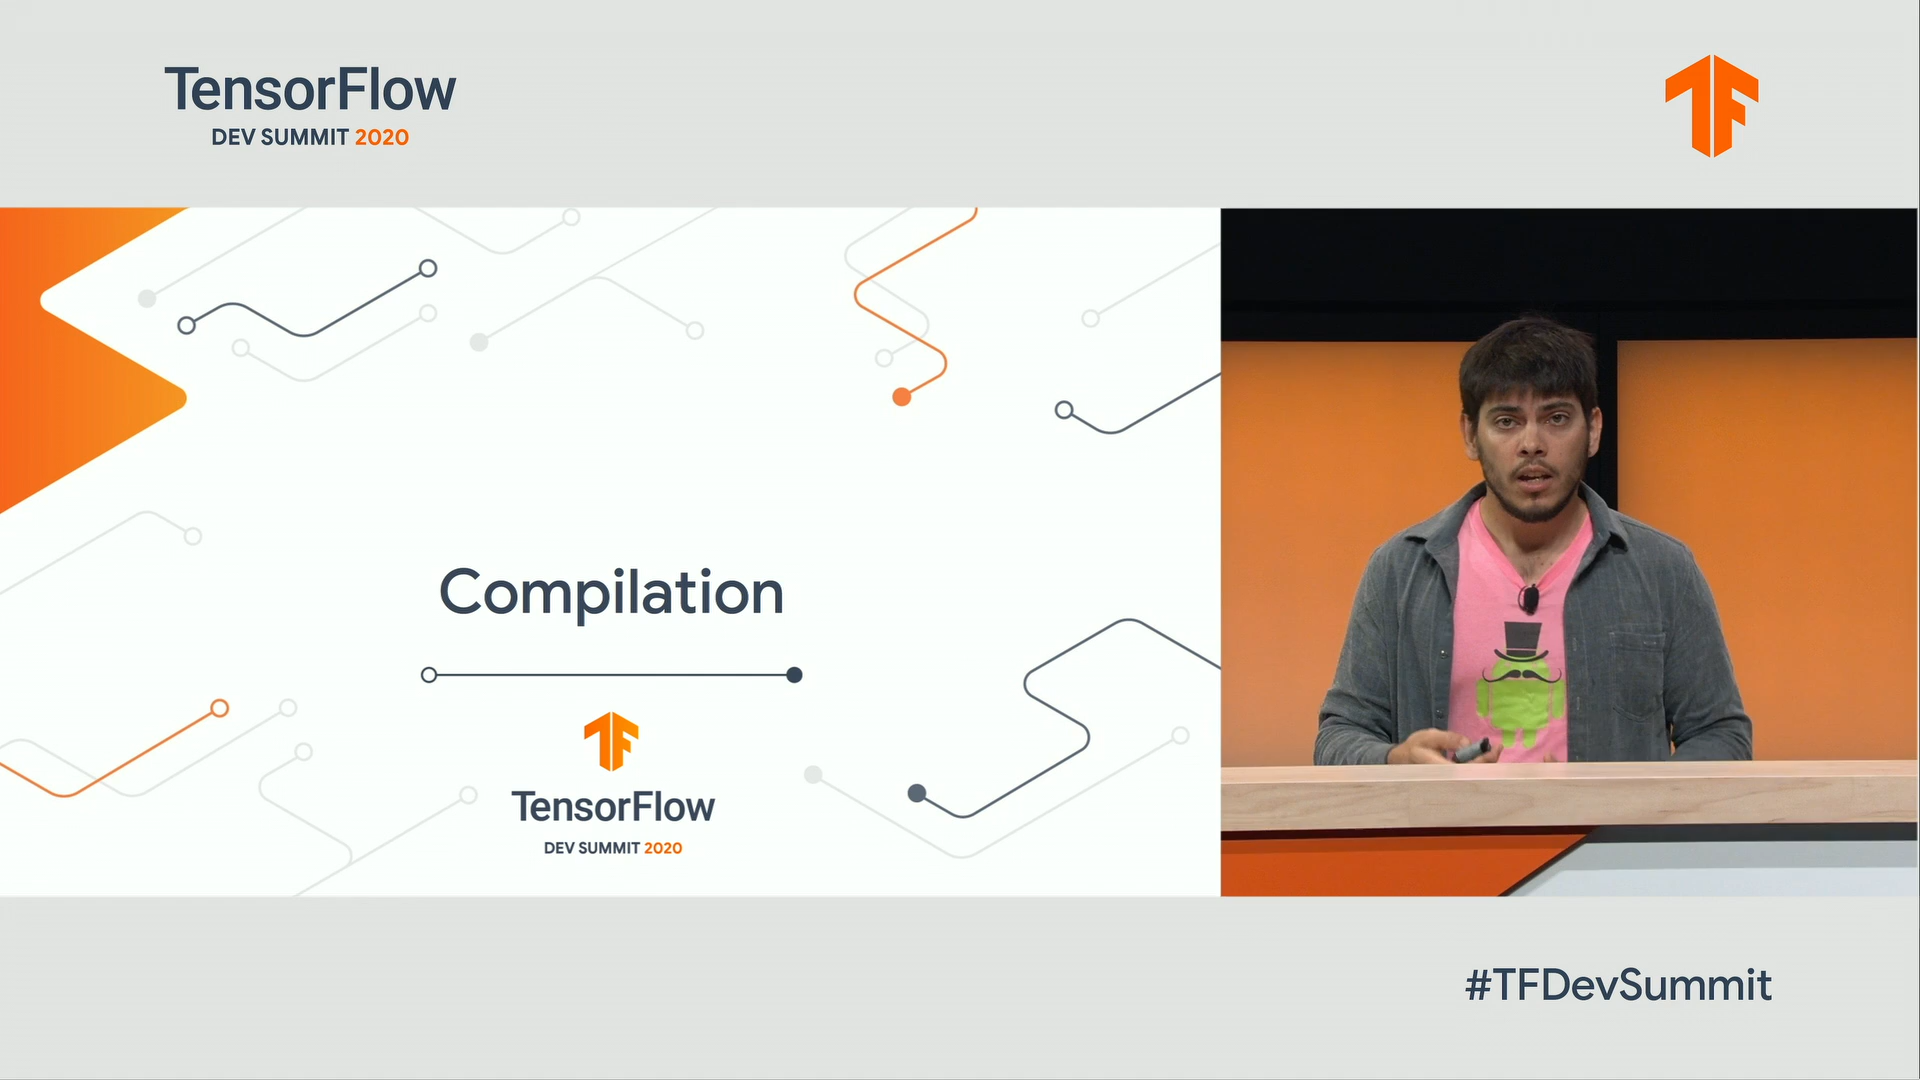 TensorFlow
DEV SUMMIT 2020
Compilation
TensorFlow
DEV SUMMIT 2020
#TFDevSummit